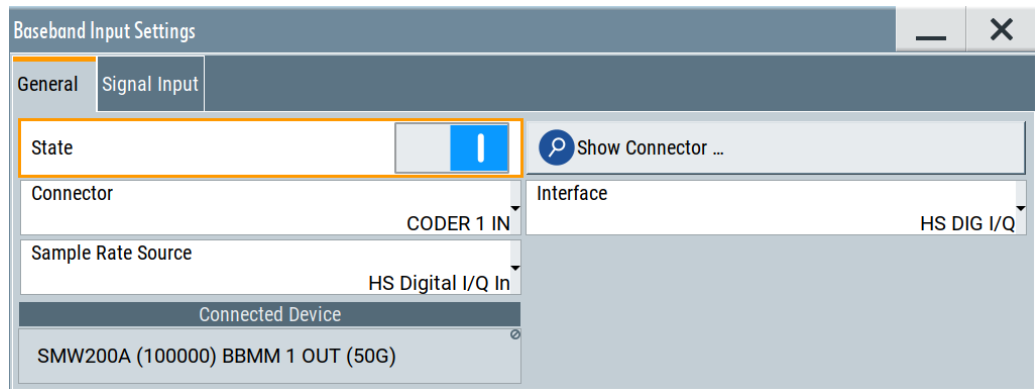 Baseband Input Settings
General Signal Input
State
Show Connector ...
Connector
CODER 1 IN
Interface
HS DIG I/Q
Sample Rate Source
HS Digital I/Q In
Connected Device
SMW200A (100000) BBMM 1 OUT (50G)